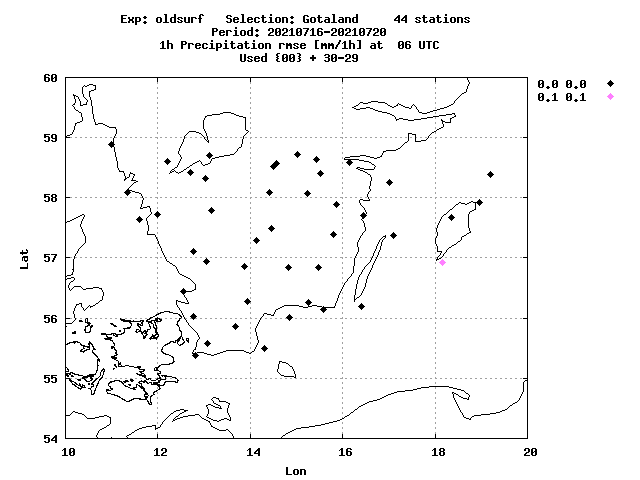 Exp: oldsurf   Selection: Gotaland     44 stations
Period: 20210716-20210720
1h Precipitation rmse [mm/1h] at  06 UTC
Used {00} + 30-29
0.0 0.0
0.1 0.1
60
59
58
57
56
55
54
Lat
10 12 14 16 18 20
Lon